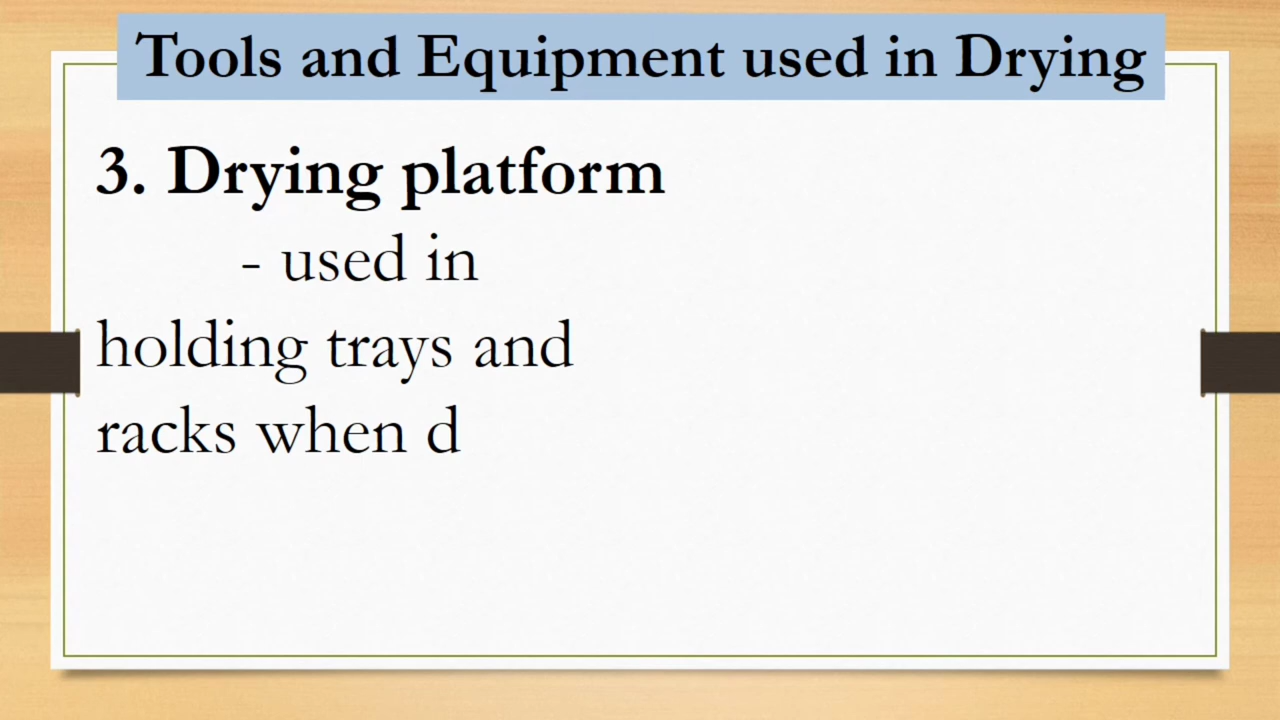 Tools and Equipment used in Drying
3. Drying platform
- used in
holding trays and
racks when d